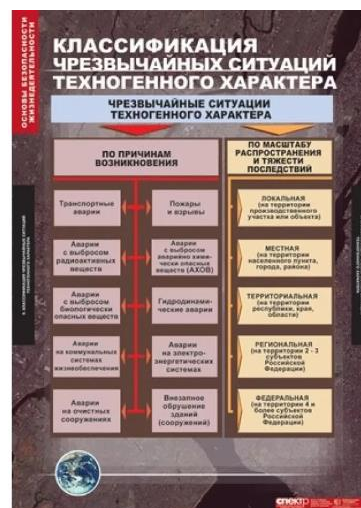 ОСНОВЫ БЕЗОПАСНОСТИ
ЖИЗНЕДЕЯТЕЛЬНОСТИ
КЛАССИФИКАЦИЯ
ЧРЕЗВЫЧАЙНЫХ СИТУАЦИЙ
ТЕХНОГЕННОГО ХАРАКТЕРА
ЧРЕЗВЫЧАЙНЫЕ СИТУАЦИИ
ТЕХНОГЕННОГО ХАРАКТЕРА
ПО ПРИЧИНАМ
ВОЗНИКНОВЕНИЯ
Транспортные
аварии
Пожары
и взрывы
Аварии
с выбросом
радиоактивных
веществ
Аварии
с выбросом
аварийно хими-
чески опасных
веществ (АХОВ)
Аварии
с выбросом
биологически
опасных веществ
Гидродинами-
ческие аварии
Аварии
на коммунальных
системах
жизнеобеспечения
Аварии
на электро-
энергетических
системах
Аварии
на очистных
сооружениях
Внезапное
обрушение
зданий
(сооружений)
ПО МАСШТАБУ
РАСПРОСТРАНЕНИЯ
И ТЯЖЕСТИ
ПОСЛЕДСТВИЙ
ЛОКАЛЬНАЯ
(на территории
производственного
участка или объекта)
МЕСТНАЯ
(на территории
населенного пункта,
города, района)
ТЕРРИТОРИАЛЬНАЯ
(на территории
республики, края,
области)
РЕГИОНАЛЬНАЯ
(на территории 2 - 3
субъектов
Российской
Федерации)
ФЕДЕРАЛЬНАЯ
(на территории 4 и
более субъектов
Российской
Федерации)
спектр